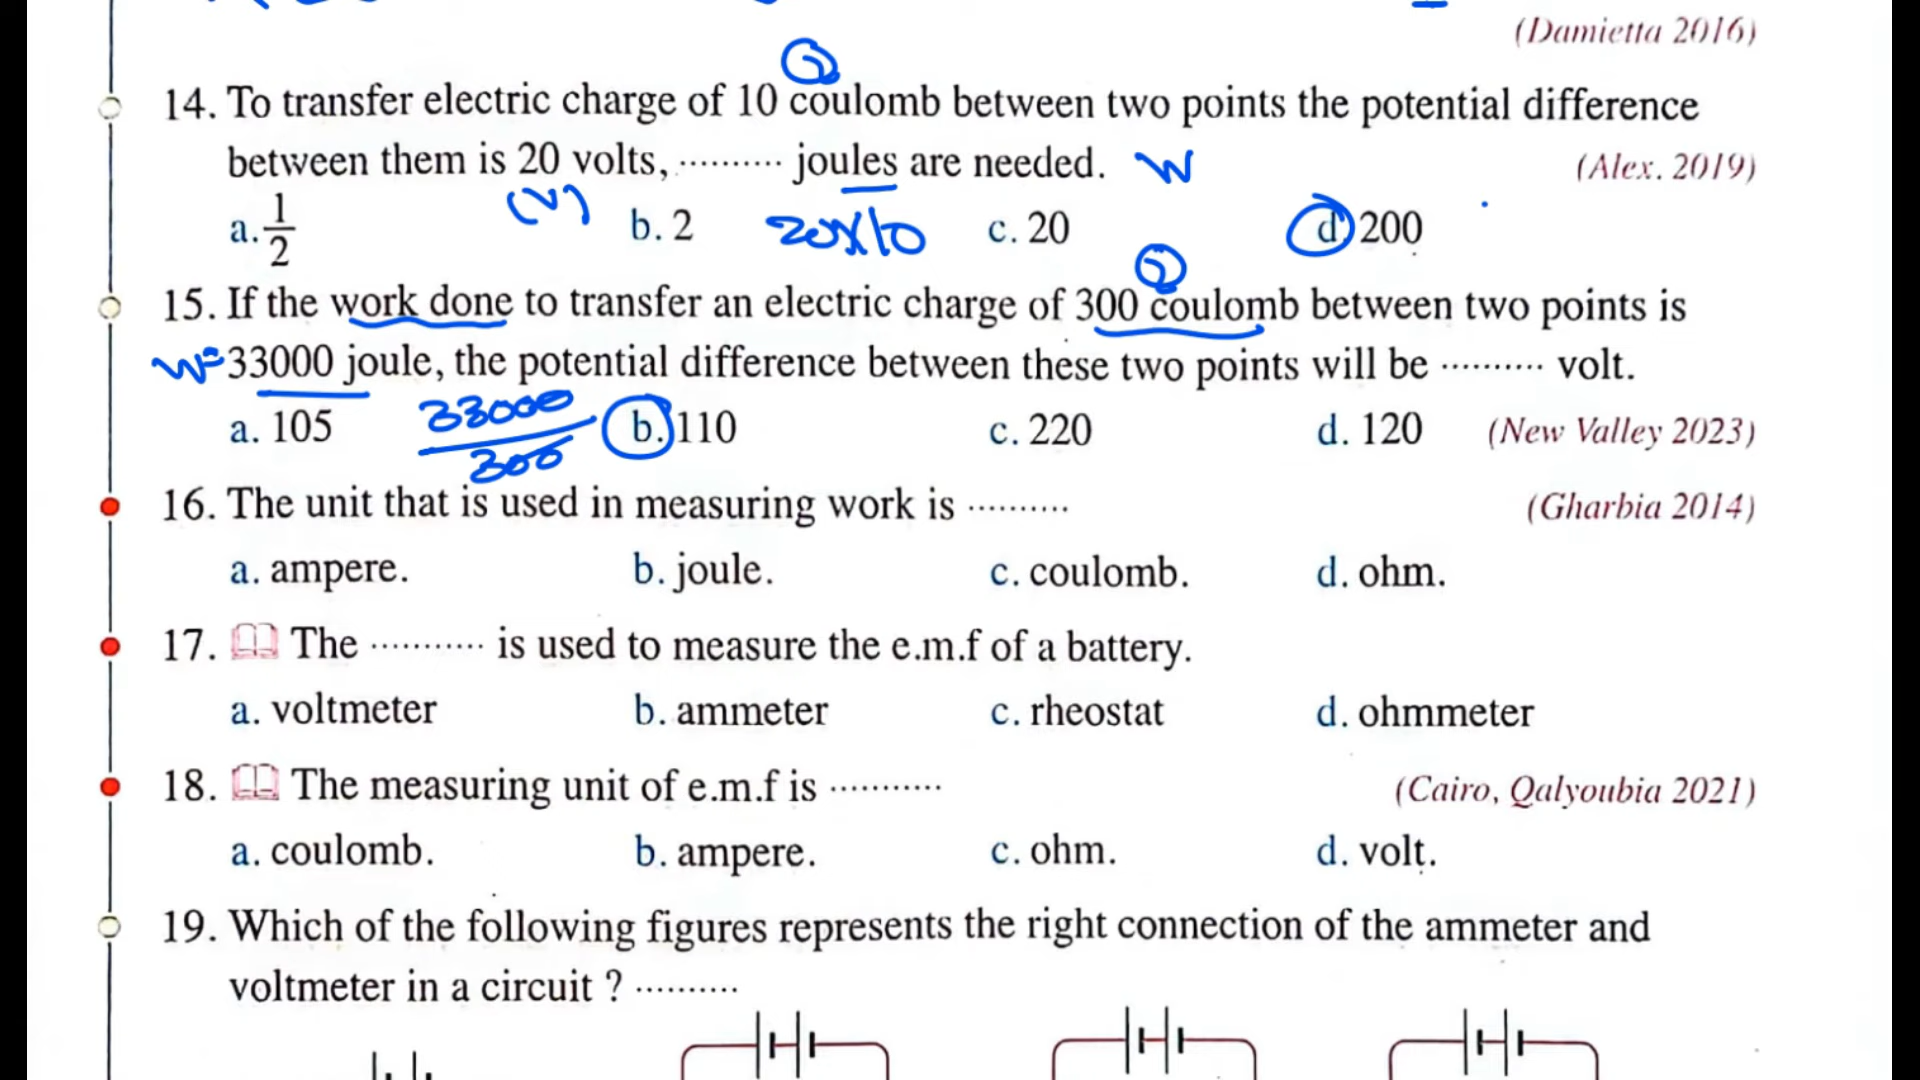 (Damietta 2016)
Q
14. To transfer electric charge of 10 coulomb between two points the potential difference
between them is 20 volts, .......... joules are needed. W (Alex. 2019)
(V)
a. 1/2 b. 2 20x10 c. 20 d. 200
Q
15. If the work done to transfer an electric charge of 300 coulomb between two points is
W= 33000 joule, the potential difference between these two points will be .......... volt.
a. 105 33000/300 b. 110 c. 220 d. 120 (New Valley 2023)
16. The unit that is used in measuring work is .......... (Gharbia 2014)
a. ampere. b. joule. c. coulomb. d. ohm.
17. The ........... is used to measure the e.m.f of a battery.
a. voltmeter b. ammeter c. rheostat d. ohmmeter
18. The measuring unit of e.m.f is ........... (Cairo, Qalyoubia 2021)
a. coulomb. b. ampere. c. ohm. d. volt.
19. Which of the following figures represents the right connection of the ammeter and
voltmeter in a circuit ? ..........